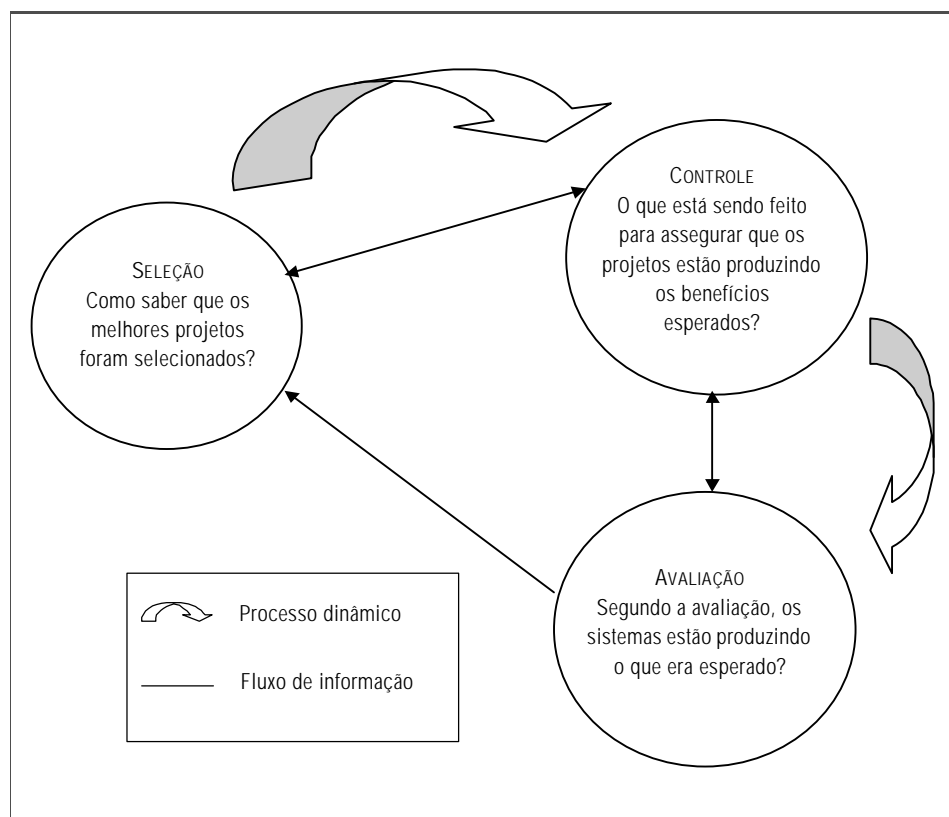 CONTROLE
O que está sendo feito
para assegurar que os
projetos estão produzindo
os benefícios
esperados?
SELEÇÃO
Como saber que os
melhores projetos
foram selecionados?
AVALIAÇÃO
Segundo a avaliação, os
sistemas estão produzindo
o que era esperado?
Processo dinâmico
Fluxo de informação